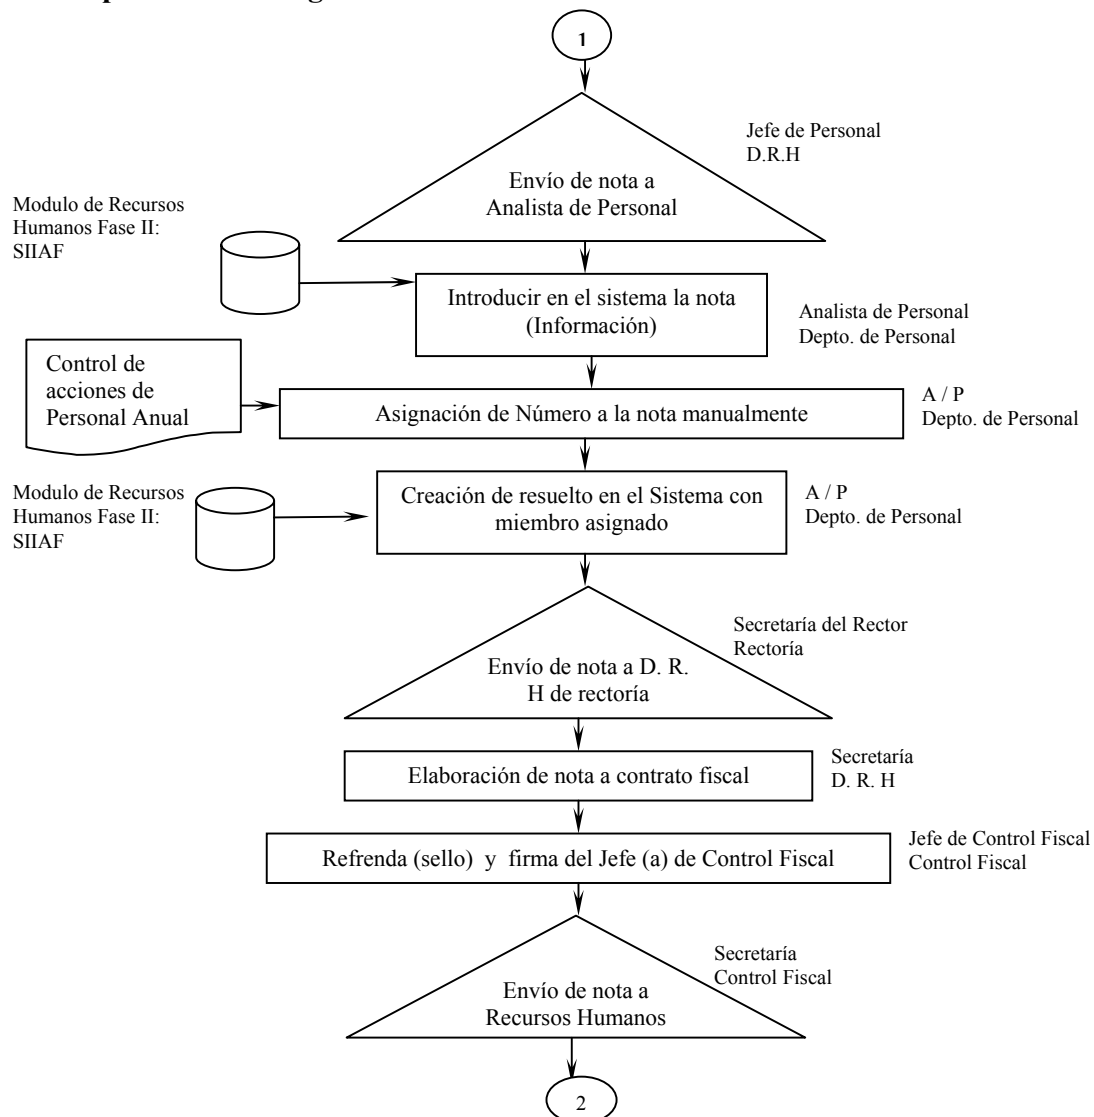 1
Jefe de Personal
D.R.H
Envío de nota a
Analista de Personal
Modulo de Recursos
Humanos Fase II:
SIIAF
Introducir en el sistema la nota
(Información)
Analista de Personal
Depto. de Personal
Control de
acciones de
Personal Anual
Asignación de Número a la nota manualmente
A / P
Depto. de Personal
Modulo de Recursos
Humanos Fase II:
SIIAF
Creación de resuelto en el Sistema con
miembro asignado
A / P
Depto. de Personal
Secretaría del Rector
Rectoría
Envío de nota a D. R.
H de rectoría
Elaboración de nota a contrato fiscal
Secretaría
D. R. H
Refrenda (sello) y firma del Jefe (a) de Control Fiscal
Jefe de Control Fiscal
Control Fiscal
Secretaría
Control Fiscal
Envío de nota a
Recursos Humanos
2